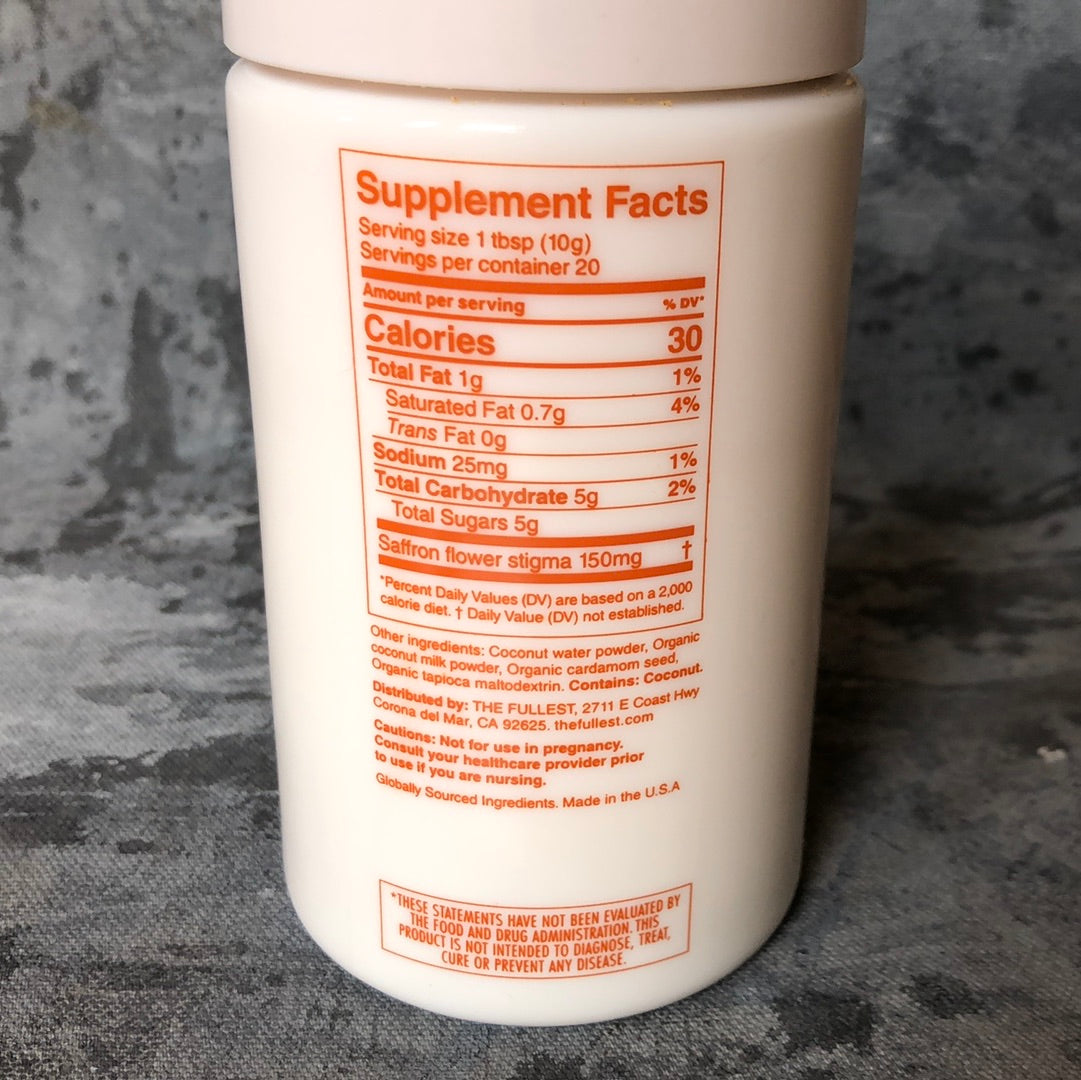 Supplement Facts
Serving size 1 tbsp (10g)
Servings per container 20
Amount per serving % DV*
Calories 30
Total Fat 1g 1%
Saturated Fat 0.7g 4%
Trans Fat 0g
Sodium 25mg 1%
Total Carbohydrate 5g 2%
Total Sugars 5g
Saffron flower stigma 150mg †
*Percent Daily Values (DV) are based on a 2,000
calorie diet. † Daily Value (DV) not established.
Other ingredients: Coconut water powder, Organic
coconut milk powder, Organic cardamom seed,
Organic tapioca maltodextrin. Contains: Coconut.
Distributed by: THE FULLEST, 2711 E Coast Hwy
Corona del Mar, CA 92625. thefullest.com
Cautions: Not for use in pregnancy.
Consult your healthcare provider prior
to use if you are nursing.
Globally Sourced Ingredients. Made in the U.S.A
*THESE STATEMENTS HAVE NOT BEEN EVALUATED BY
THE FOOD AND DRUG ADMINISTRATION. THIS
PRODUCT IS NOT INTENDED TO DIAGNOSE, TREAT,
CURE OR PREVENT ANY DISEASE.